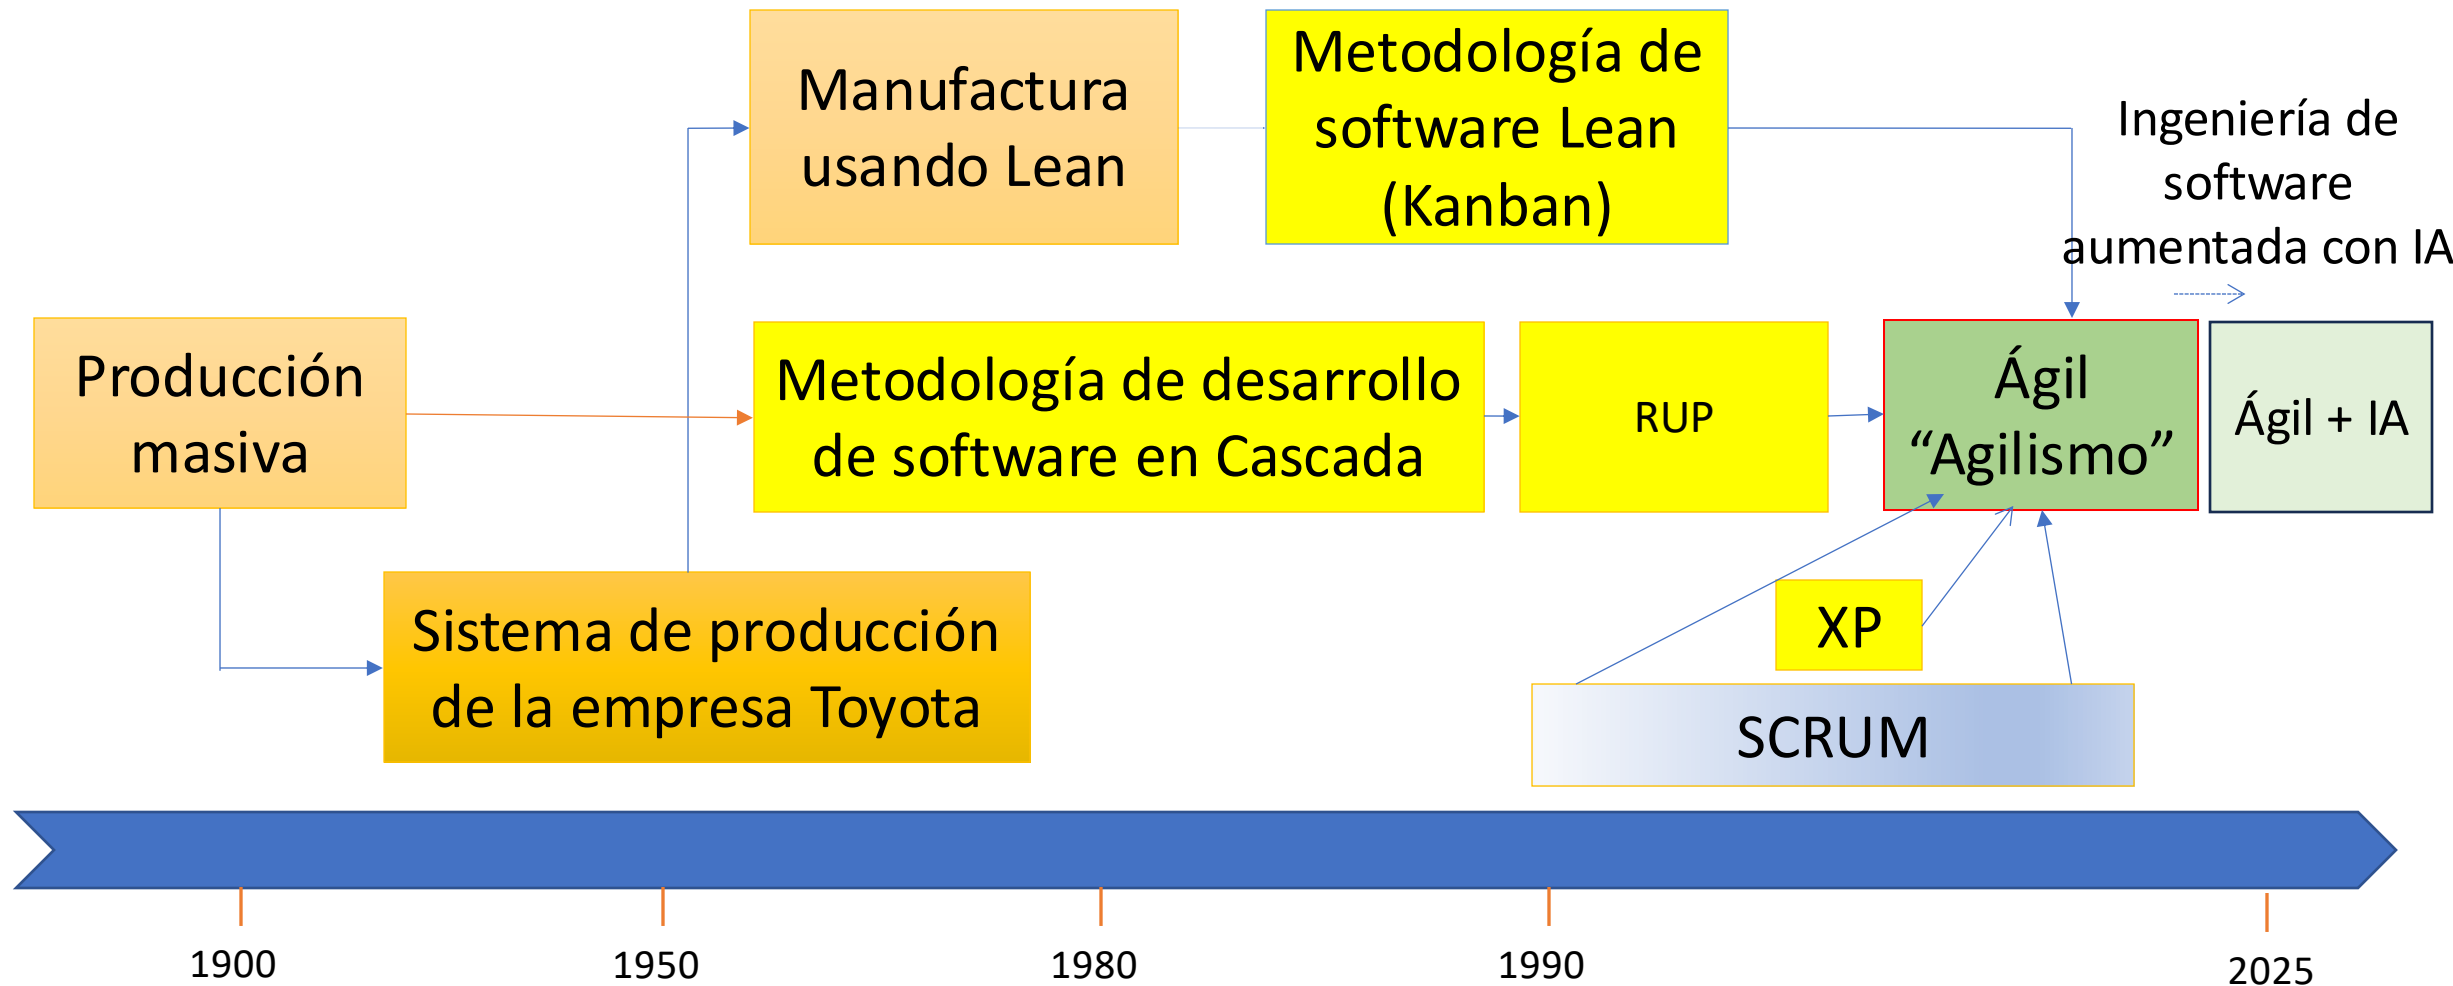 Manufactura
usando Lean
Metodología de
software Lean
(Kanban)
Ingeniería de
software
aumentada con IA
Producción
masiva
Metodología de desarrollo
de software en Cascada
RUP
Ágil
“Agilismo”
Ágil + IA
Sistema de producción
de la empresa Toyota
XP
SCRUM
1900
1950
1980
1990
2025